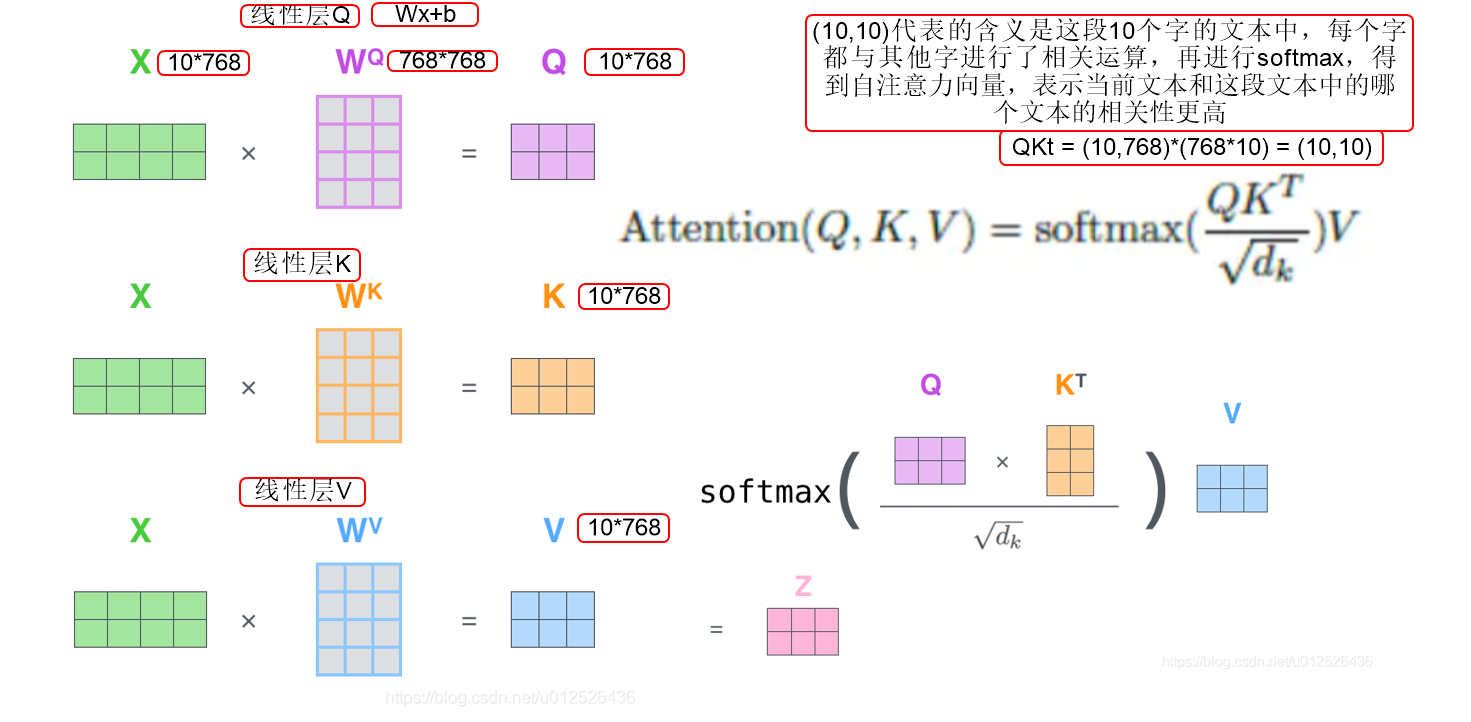 线性层Q
Wx+b
X
10*768
W^Q
768*768
Q
10*768
×
=
线性层K
X
W^K
K
10*768
×
=
线性层V
X
W^V
V
10*768
×
=
(10,10)代表的含义是这段10个字的文本中，每个字
都与其他字进行了相关运算，再进行softmax，得
到自注意力向量，表示当前文本和这段文本中的哪
个文本的相关性更高
QKt = (10,768)*(768*10) = (10,10)
Attention(Q, K, V) = softmax(QK^T/√d_k)V
Q
K^T
V
softmax( × )
√d_k
Z
=
https://blog.csdn.net/u012526436
https://blog.csdn.net/u012526436